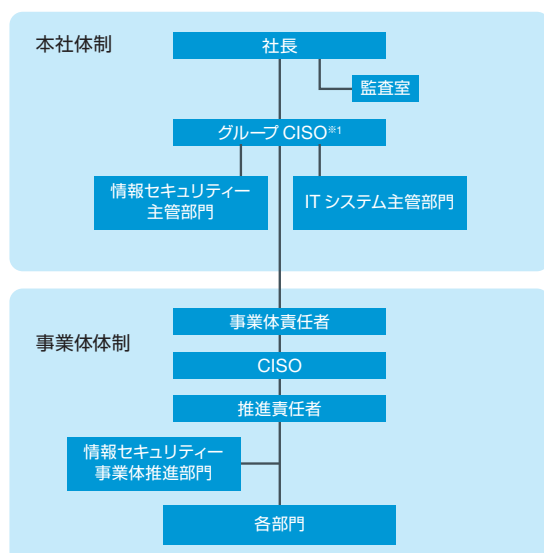 本社体制
社長
監査室
グループ CISO※1
情報セキュリティー
主管部門
IT システム主管部門
事業体体制
事業体責任者
CISO
推進責任者
情報セキュリティー
事業体推進部門
各部門